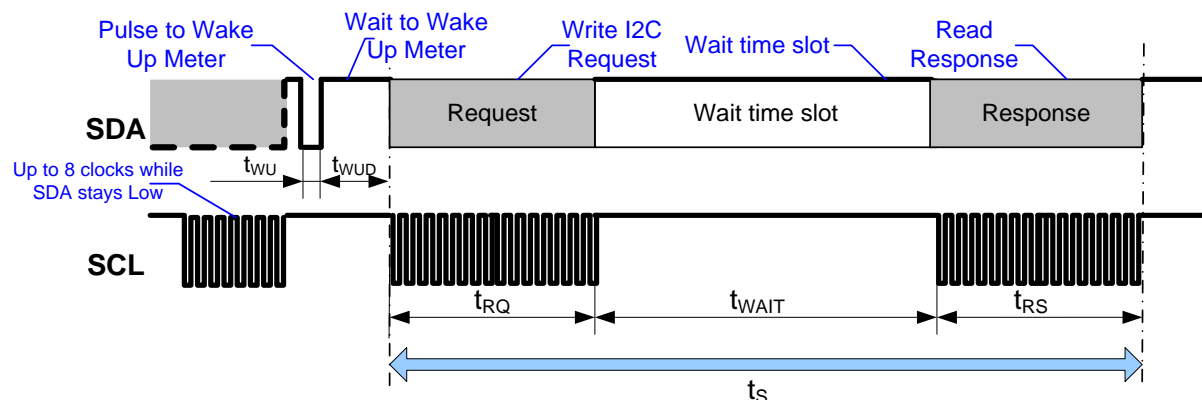 Pulse to Wake
Up Meter
Wait to Wake
Up Meter
Write I2C
Request
Wait time slot
Read
Response
SDA
Request
Wait time slot
Response
tWU
tWUD
Up to 8 clocks while
SDA stays Low
SCL
tRQ
tWAIT
tRS
tS